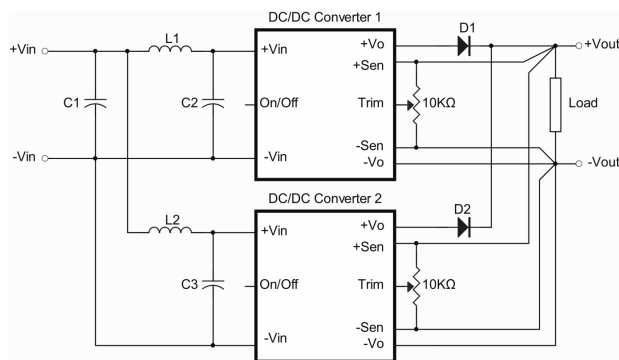 DC/DC Converter 1
D1
+Vin
L1
+Vin
+Vo
+Vout
+Sen
C1
C2
On/Off
Trim
10KΩ
Load
-Vin
-Vin
-Sen
-Vo
-Vout
DC/DC Converter 2
L2
D2
+Vin
+Vo
+Sen
C3
On/Off
Trim
10KΩ
-Sen
-Vin
-Vo